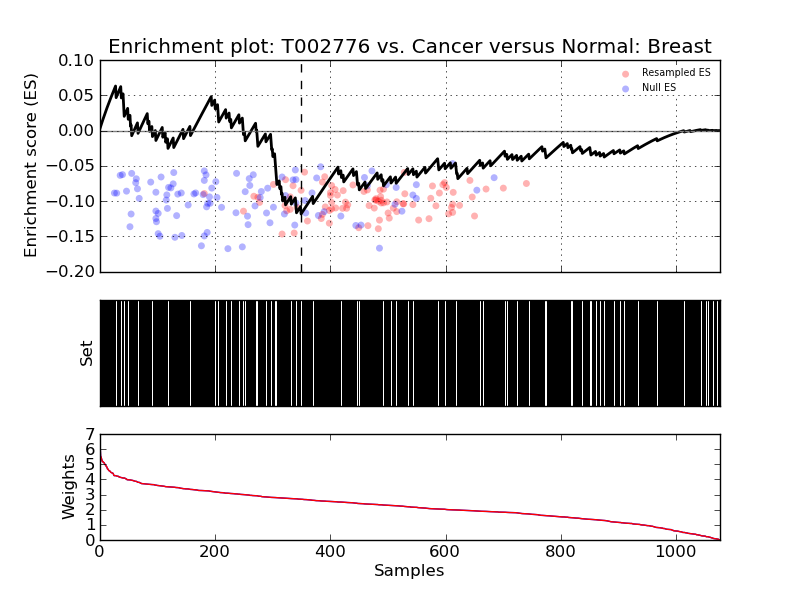 Enrichment plot: T002776 vs. Cancer versus Normal: Breast
Enrichment score (ES)
0.10
0.05
0.00
−0.05
−0.10
−0.15
−0.20
Resampled ES
Null ES
Set
Weights
7
6
5
4
3
2
1
0
0 200 400 600 800 1000
Samples